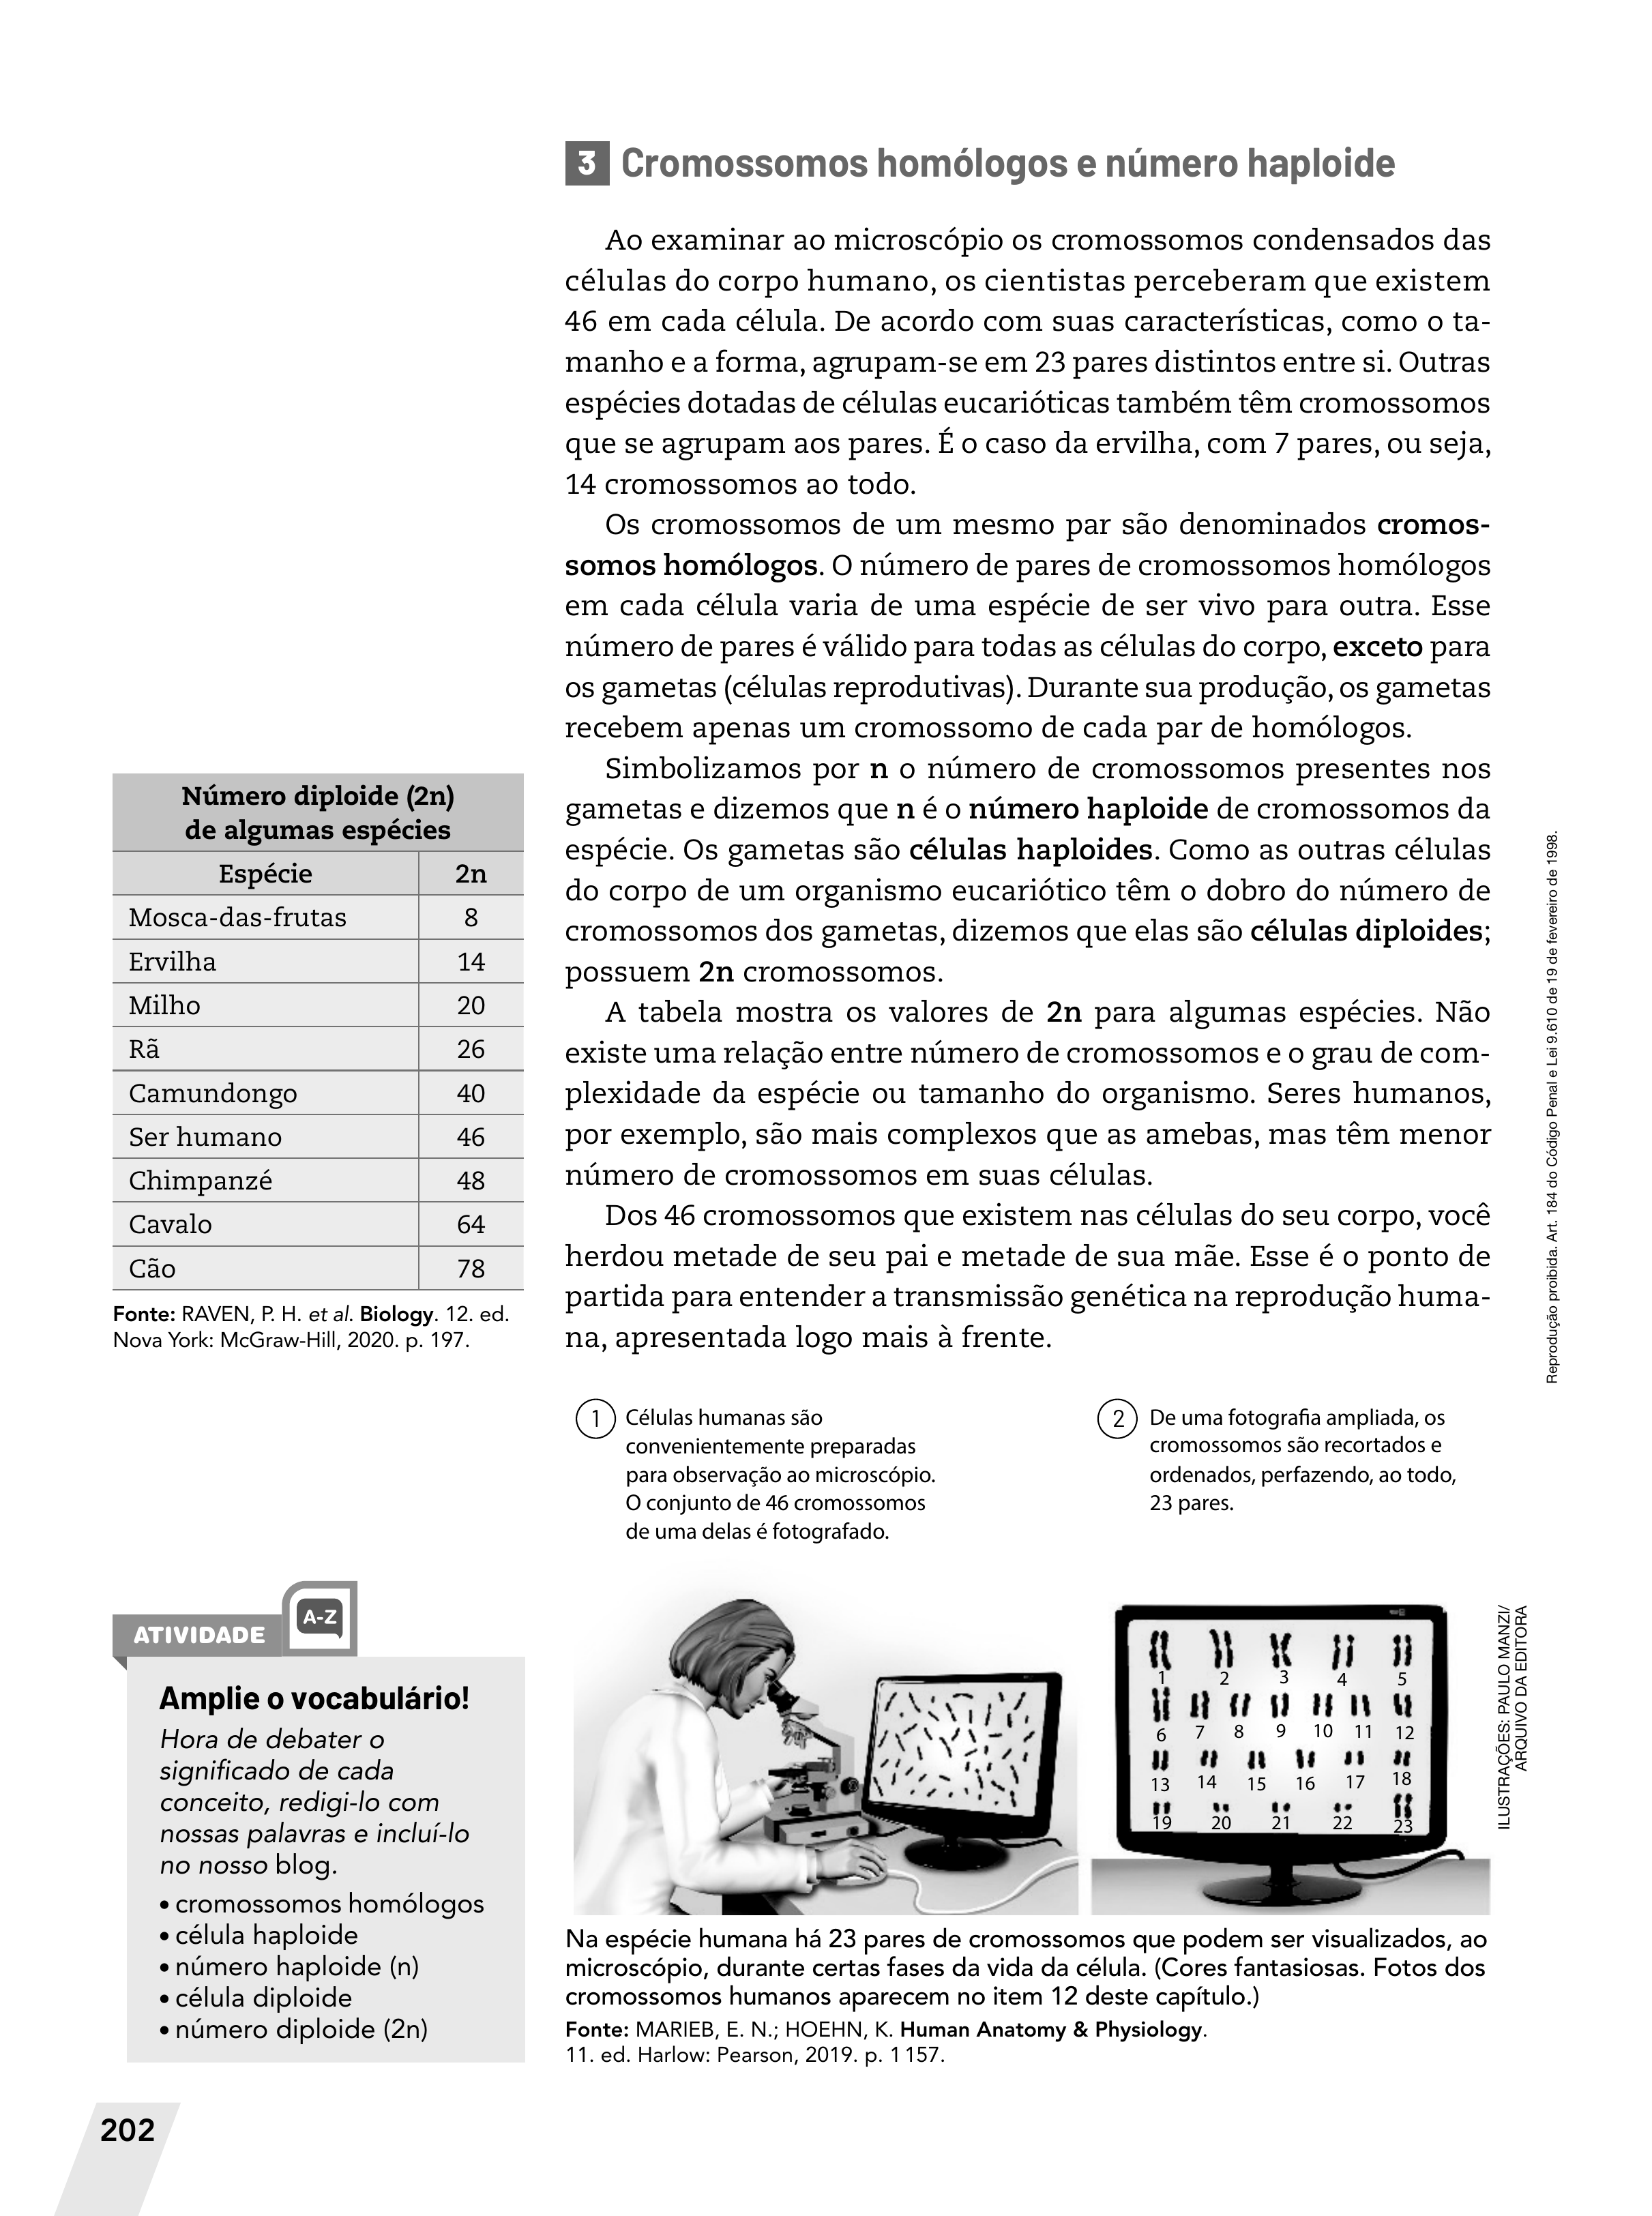 3 Cromossomos homólogos e número haploide
Ao examinar ao microscópio os cromossomos condensados das
células do corpo humano, os cientistas perceberam que existem
46 em cada célula. De acordo com suas características, como o ta-
manho e a forma, agrupam-se em 23 pares distintos entre si. Outras
espécies dotadas de células eucarióticas também têm cromossomos
que se agrupam aos pares. É o caso da ervilha, com 7 pares, ou seja,
14 cromossomos ao todo.
Os cromossomos de um mesmo par são denominados cromos-
somos homólogos. O número de pares de cromossomos homólogos
em cada célula varia de uma espécie de ser vivo para outra. Esse
número de pares é válido para todas as células do corpo, exceto para
os gametas (células reprodutivas). Durante sua produção, os gametas
recebem apenas um cromossomo de cada par de homólogos.
Simbolizamos por n o número de cromossomos presentes nos
gametas e dizemos que n é o número haploide de cromossomos da
espécie. Os gametas são células haploides. Como as outras células
do corpo de um organismo eucariótico têm o dobro do número de
cromossomos dos gametas, dizemos que elas são células diploides;
possuem 2n cromossomos.
A tabela mostra os valores de 2n para algumas espécies. Não
existe uma relação entre número de cromossomos e o grau de com-
plexidade da espécie ou tamanho do organismo. Seres humanos,
por exemplo, são mais complexos que as amebas, mas têm menor
número de cromossomos em suas células.
Dos 46 cromossomos que existem nas células do seu corpo, você
herdou metade de seu pai e metade de sua mãe. Esse é o ponto de
partida para entender a transmissão genética na reprodução huma-
na, apresentada logo mais à frente.
Número diploide (2n)
de algumas espécies
Espécie 2n
Mosca-das-frutas 8
Ervilha 14
Milho 20
Rã 26
Camundongo 40
Ser humano 46
Chimpanzé 48
Cavalo 64
Cão 78
Fonte: RAVEN, P. H. et al. Biology. 12. ed.
Nova York: McGraw-Hill, 2020. p. 197.
Reprodução proibida. Art. 184 do Código Penal e Lei 9.610 de 19 de fevereiro de 1998.
1 Células humanas são
convenientemente preparadas
para observação ao microscópio.
O conjunto de 46 cromossomos
de uma delas é fotografado.
2 De uma fotografia ampliada, os
cromossomos são recortados e
ordenados, perfazendo, ao todo,
23 pares.
1 2 3 4 5
6 7 8 9 10 11 12
13 14 15 16 17 18
19 20 21 22 23
ILUSTRAÇÕES: PAULO MANZI/
ARQUIVO DA EDITORA
Na espécie humana há 23 pares de cromossomos que podem ser visualizados, ao
microscópio, durante certas fases da vida da célula. (Cores fantasiosas. Fotos dos
cromossomos humanos aparecem no item 12 deste capítulo.)
Fonte: MARIEB, E. N.; HOEHN, K. Human Anatomy & Physiology.
11. ed. Harlow: Pearson, 2019. p. 1157.
ATIVIDADE
A-Z
Amplie o vocabulário!
Hora de debater o
significado de cada
conceito, redigi-lo com
nossas palavras e incluí-lo
no nosso blog.
• cromossomos homólogos
• célula haploide
• número haploide (n)
• célula diploide
• número diploide (2n)
202